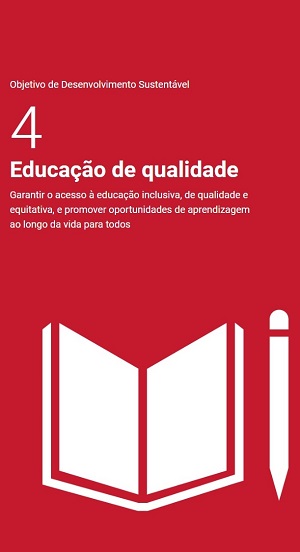 Objetivo de Desenvolvimento Sustentável
4
Educação de qualidade
Garantir o acesso à educação inclusiva, de qualidade e
equitativa, e promover oportunidades de aprendizagem
ao longo da vida para todos